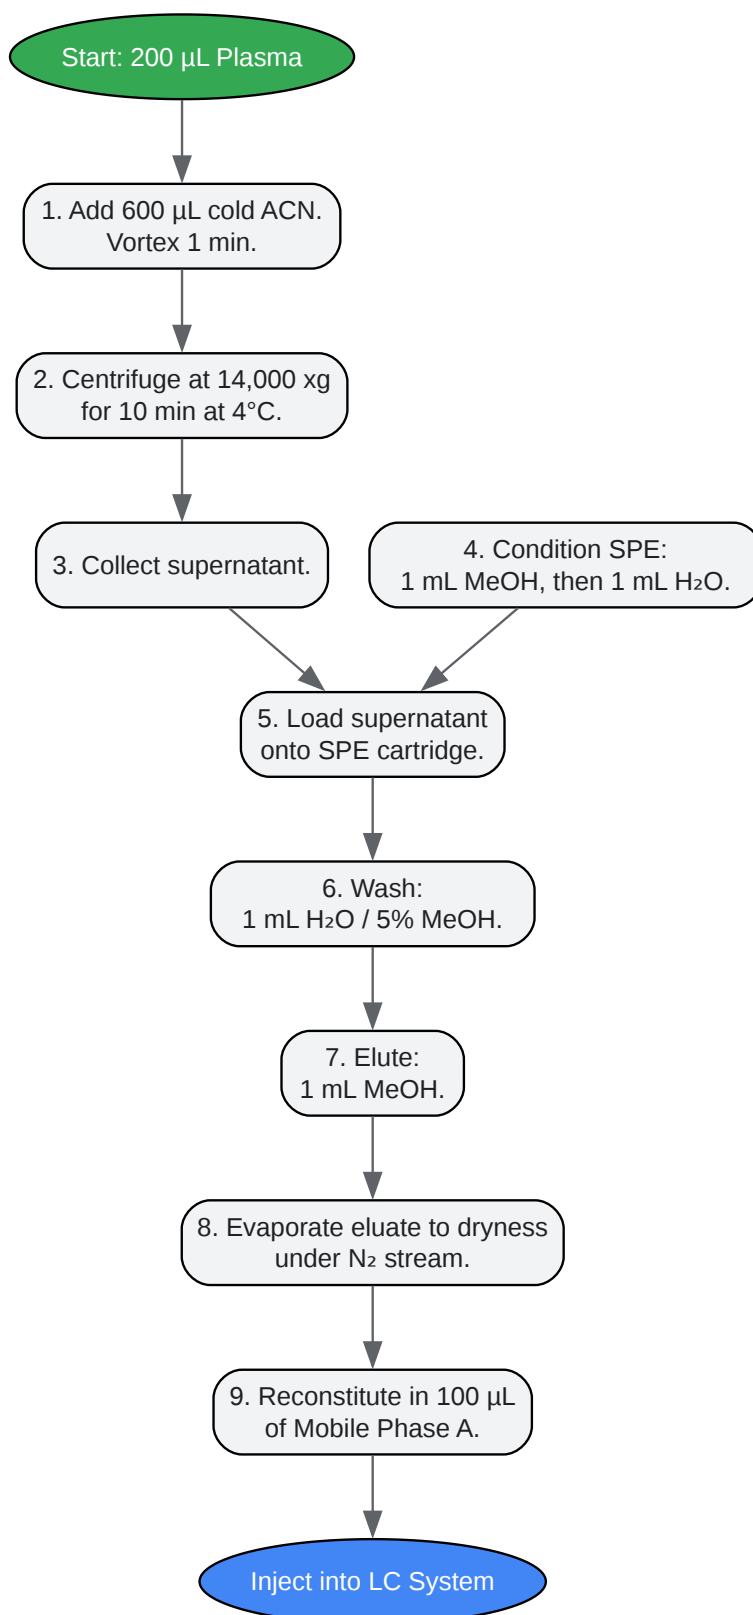 Start: 200 µL Plasma
1. Add 600 µL cold ACN.
Vortex 1 min.
2. Centrifuge at 14,000 xg
for 10 min at 4°C.
3. Collect supernatant.
4. Condition SPE:
1 mL MeOH, then 1 mL H₂O.
5. Load supernatant
onto SPE cartridge.
6. Wash:
1 mL H₂O / 5% MeOH.
7. Elute:
1 mL MeOH.
8. Evaporate eluate to dryness
under N₂ stream.
9. Reconstitute in 100 µL
of Mobile Phase A.
Inject into LC System